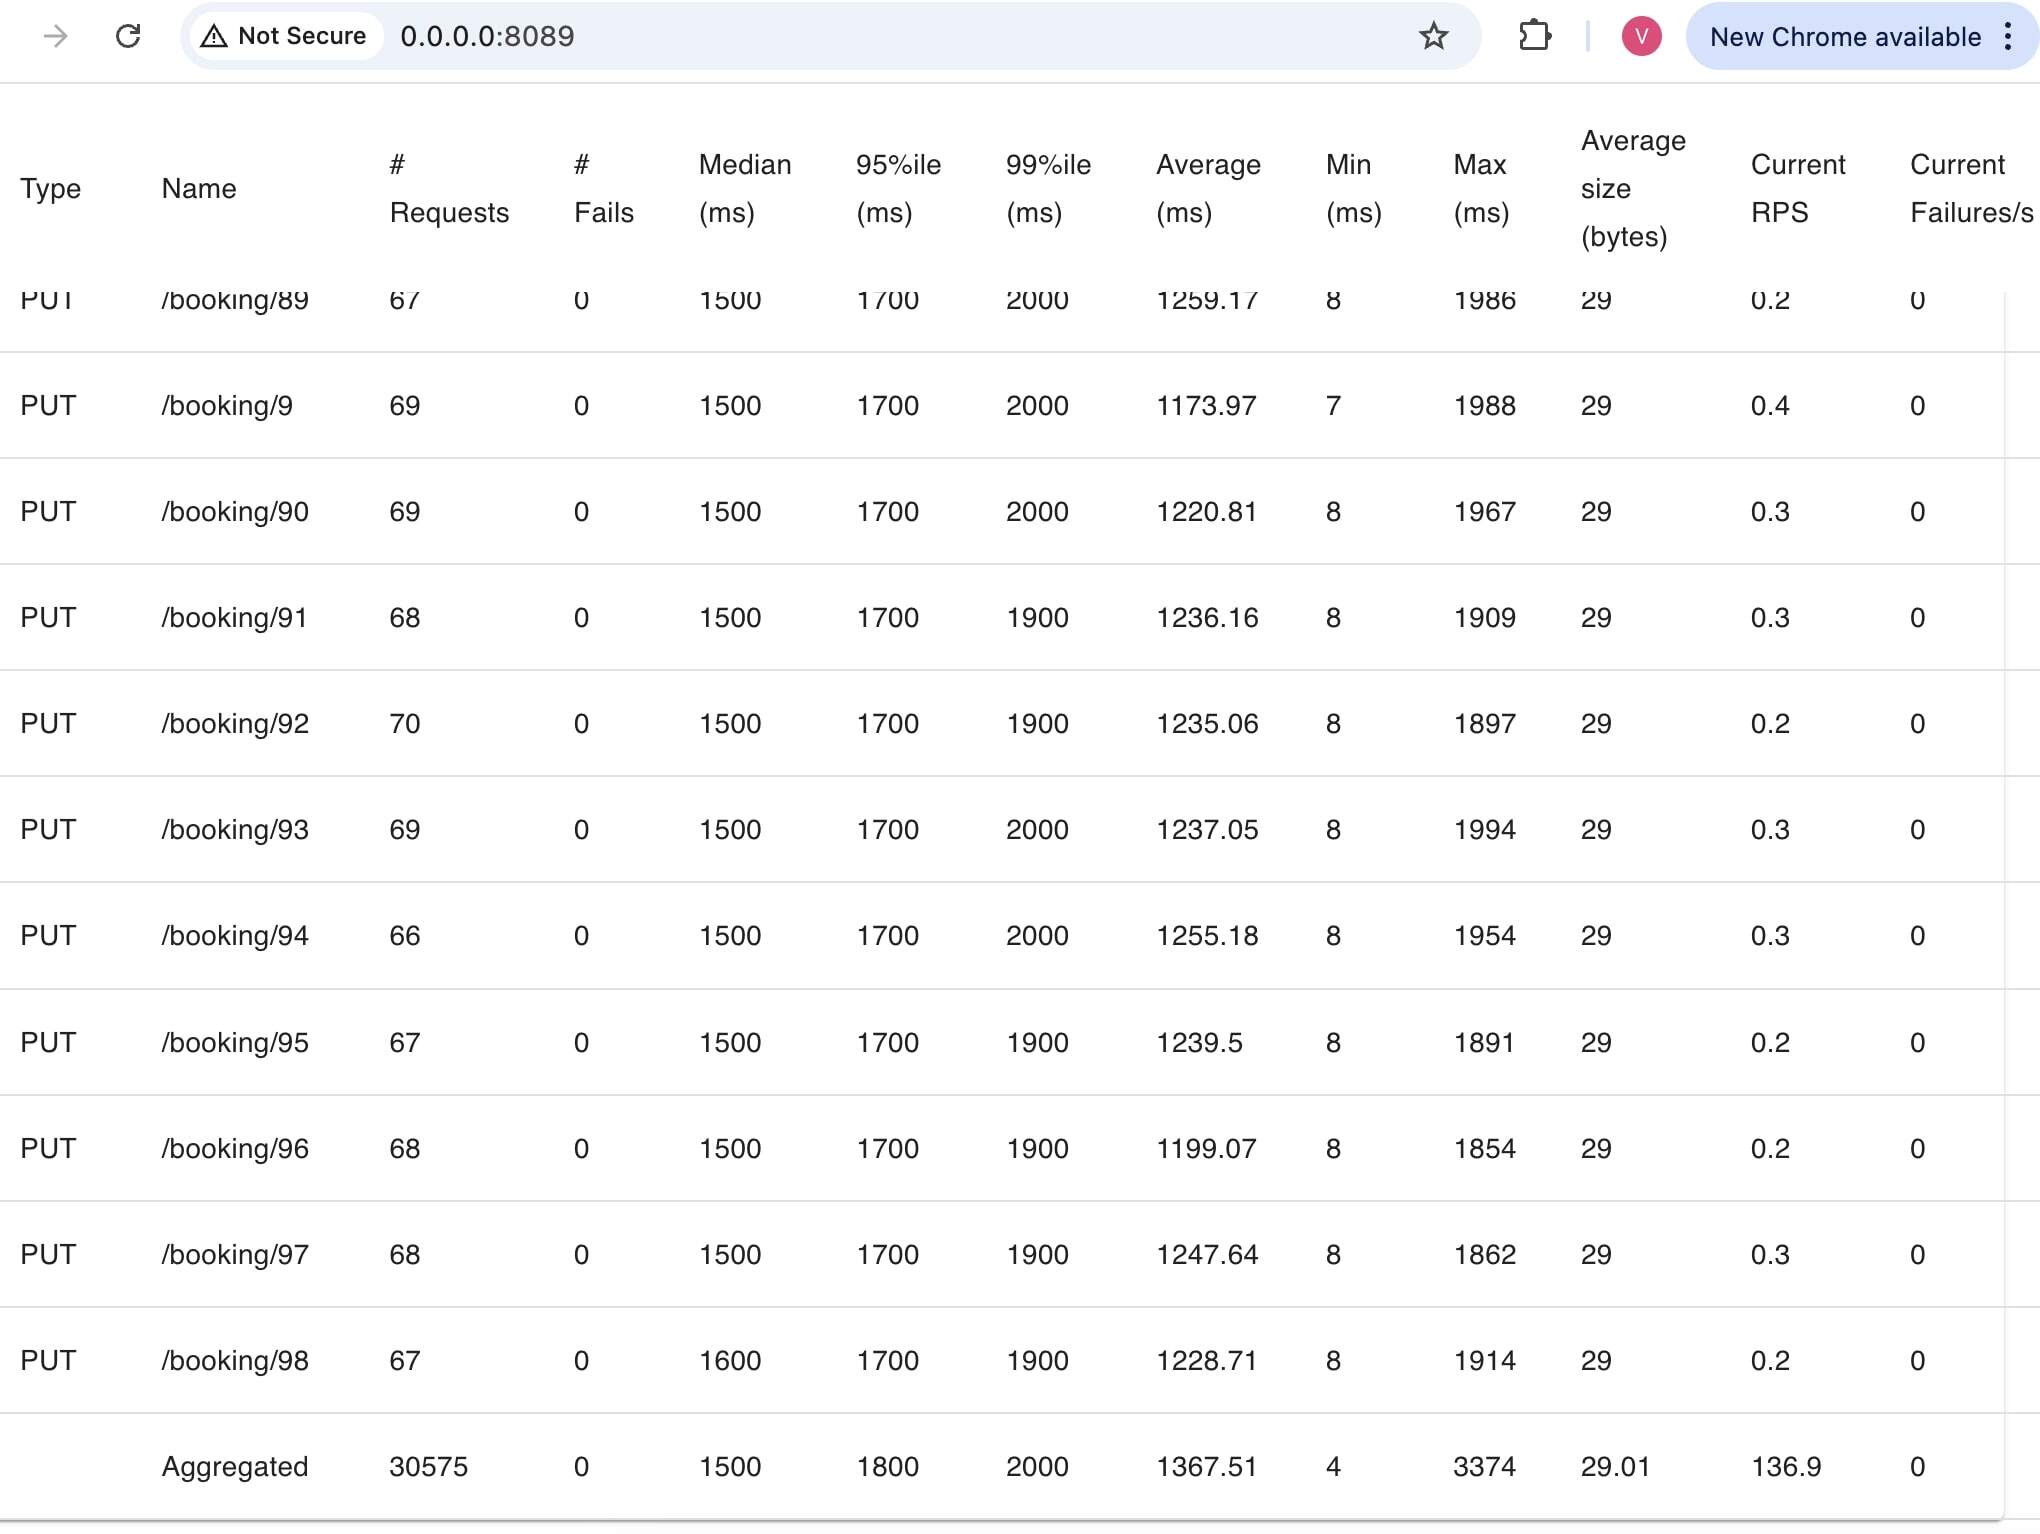 Not Secure 0.0.0.0:8089 V New Chrome available
Type Name # Requests # Fails Median (ms) 95%ile (ms) 99%ile (ms) Average (ms) Min (ms) Max (ms) Average size (bytes) Current RPS Current Failures/s
PUT /booking/89 67 0 1500 1700 2000 1259.17 8 1986 29 0.2 0
PUT /booking/9 69 0 1500 1700 2000 1173.97 7 1988 29 0.4 0
PUT /booking/90 69 0 1500 1700 2000 1220.81 8 1967 29 0.3 0
PUT /booking/91 68 0 1500 1700 1900 1236.16 8 1909 29 0.3 0
PUT /booking/92 70 0 1500 1700 1900 1235.06 8 1897 29 0.2 0
PUT /booking/93 69 0 1500 1700 2000 1237.05 8 1994 29 0.3 0
PUT /booking/94 66 0 1500 1700 2000 1255.18 8 1954 29 0.3 0
PUT /booking/95 67 0 1500 1700 1900 1239.5 8 1891 29 0.2 0
PUT /booking/96 68 0 1500 1700 1900 1199.07 8 1854 29 0.2 0
PUT /booking/97 68 0 1500 1700 1900 1247.64 8 1862 29 0.3 0
PUT /booking/98 67 0 1600 1700 1900 1228.71 8 1914 29 0.2 0
Aggregated 30575 0 1500 1800 2000 1367.51 4 3374 29.01 136.9 0